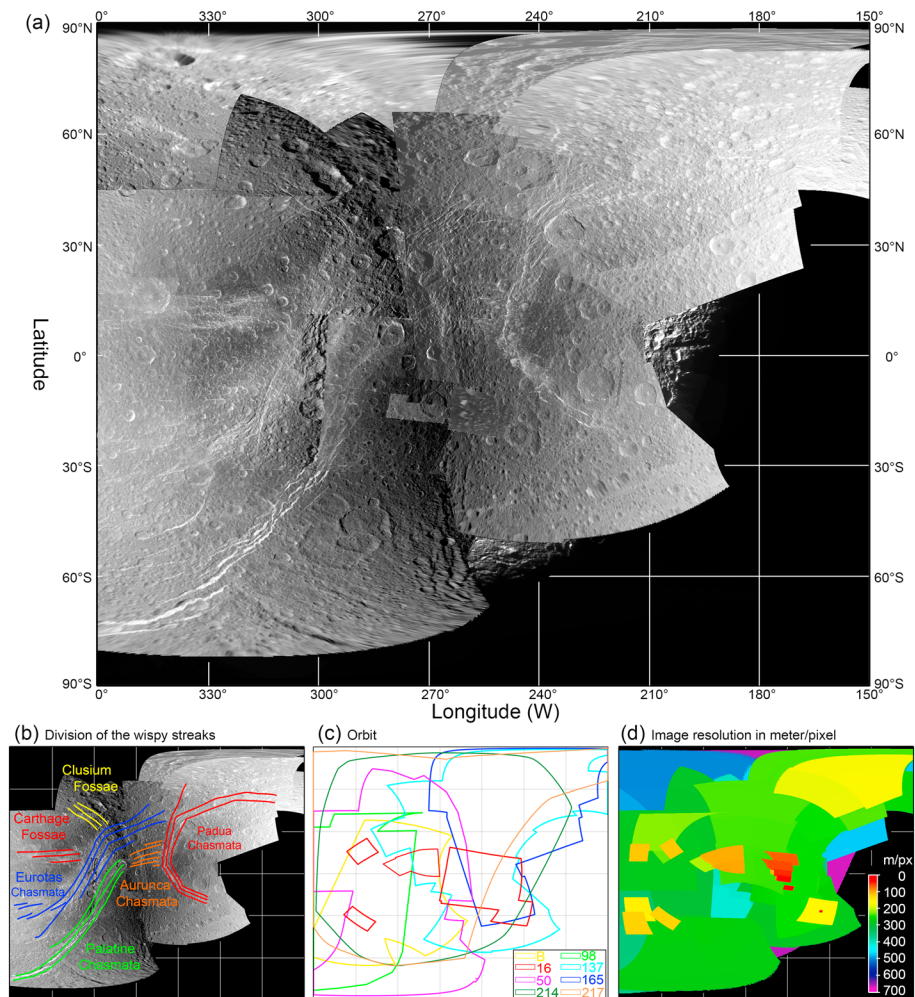 (a)
0° 330° 300° 270° 240° 210° 180° 150°
90°N 90°N
60°N 60°N
30°N 30°N
0° 0°
30°S 30°S
60°S 60°S
90°S 90°S
Latitude
0° 330° 300° 270° 240° 210° 180° 150°
Longitude (W)
(b) Division of the wispy streaks
Clusium
Fossae
Carthage
Fossae
Padua
Chasmata
Eurotas
Chasmata
Aurunca
Chasmata
Palatine
Chasmata
(c) Orbit
8 98
16 137
50 165
214 217
(d) Image resolution in meter/pixel
m/px
0
100
200
300
400
500
600
700